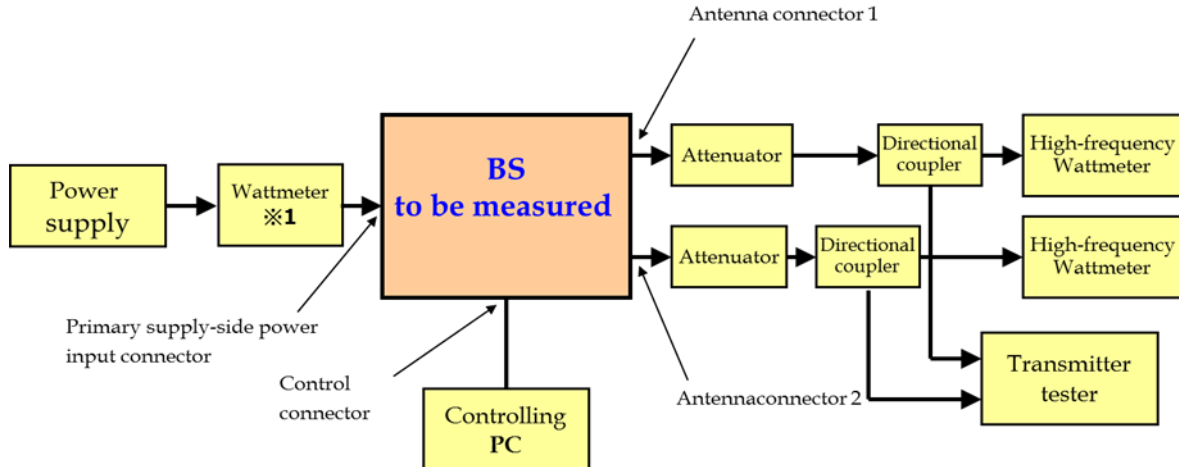 Antenna connector 1
Power
supply
Wattmeter
※1
BS
to be measured
Attenuator
Directional
coupler
High-frequency
Wattmeter
Attenuator
Directional
coupler
High-frequency
Wattmeter
Primary supply-side power
input connector
Control
connector
Controlling
PC
Antennaconnector 2
Transmitter
tester